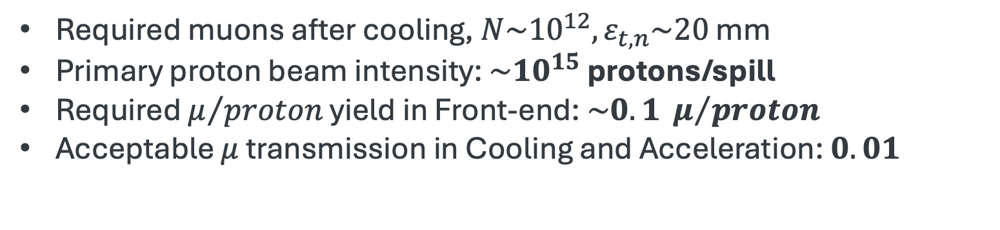 • Required muons after cooling, N~10¹², εₜ,ₙ~20 mm
• Primary proton beam intensity: ~10¹⁵ protons/spill
• Required μ/proton yield in Front-end: ~0.1 μ/proton
• Acceptable μ transmission in Cooling and Acceleration: 0.01